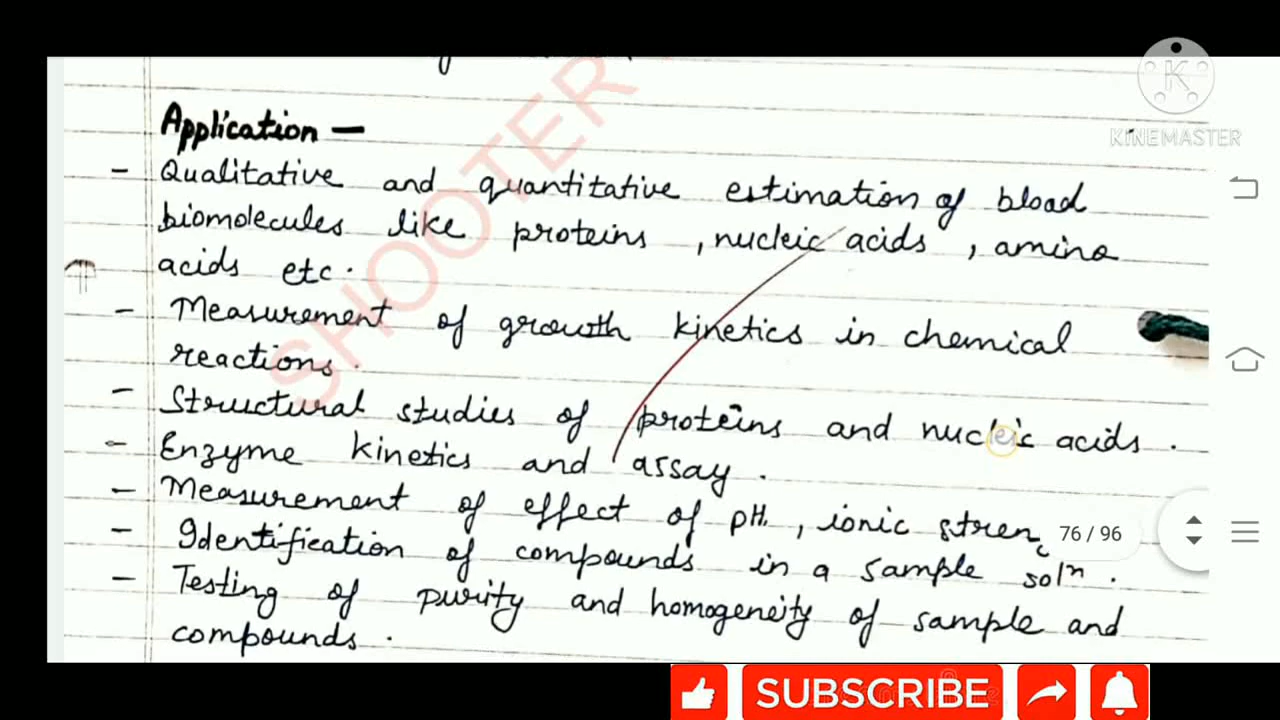 Application —
- Qualitative and quantitative estimation of blood
biomolecules like proteins, nucleic acids, amino
acids etc.
- Measurement of growth kinetics in chemical
reactions.
- Structural studies of proteins and nucleic acids.
- Enzyme kinetics and assay.
- Measurement of effect of pH, ionic stren
- Identification of compounds in a sample solⁿ.
- Testing of purity and homogeneity of sample and
compounds.
SHOOTER
KINEMASTER
76 / 96
SUBSCRIBE